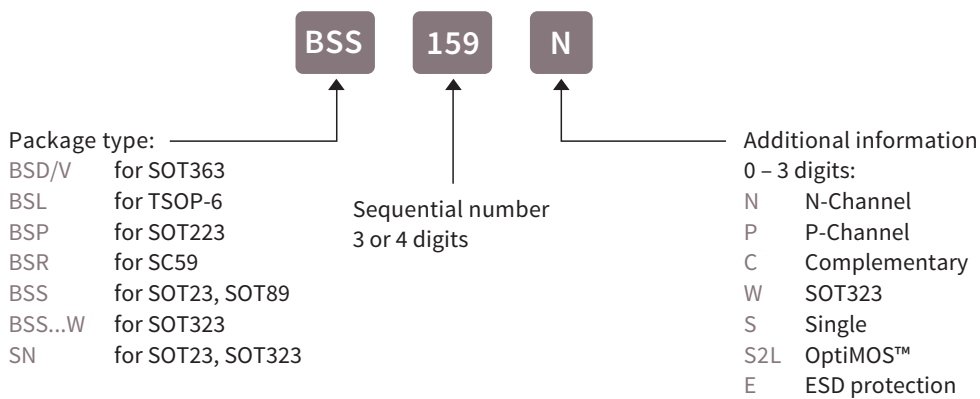 BSS 159 N
Package type:
BSD/V for SOT363
BSL for TSOP-6
BSP for SOT223
BSR for SC59
BSS for SOT23, SOT89
BSS...W for SOT323
SN for SOT23, SOT323
Sequential number
3 or 4 digits
Additional information
0 – 3 digits:
N N-Channel
P P-Channel
C Complementary
W SOT323
S Single
S2L OptiMOS™
E ESD protection